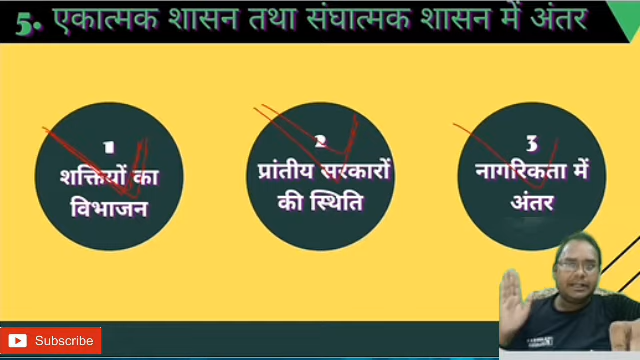 5. एकात्मक शासन तथा संघात्मक शासन में अंतर
1
शक्तियों का
विभाजन
2
प्रांतीय सरकारों
की स्थिति
3
नागरिकता में
अंतर
Subscribe